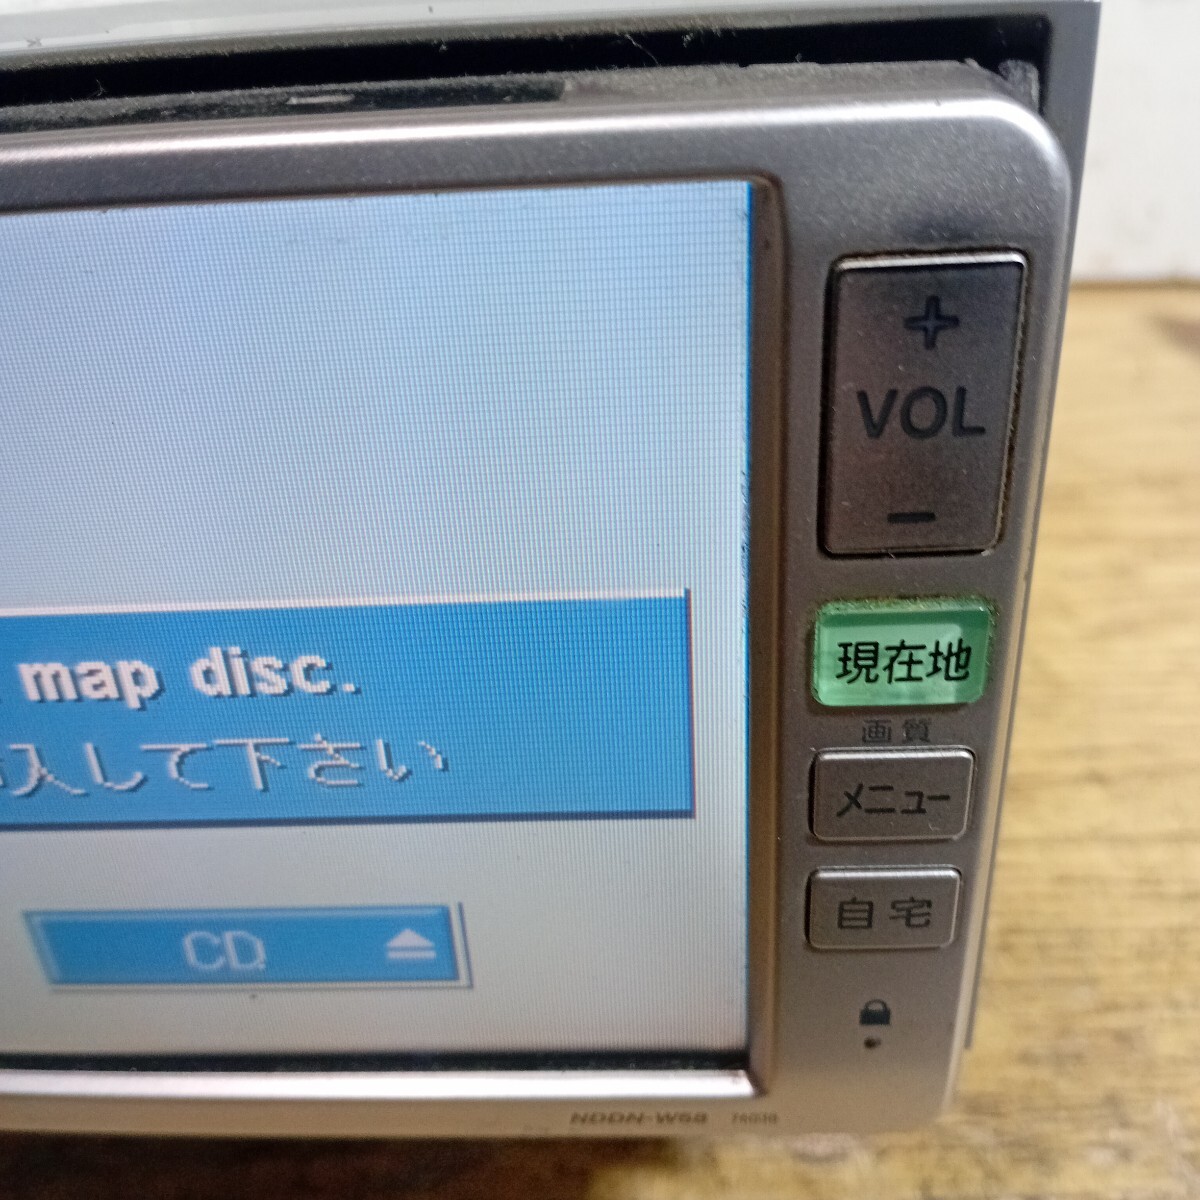 +
VOL
-
map disc.
入して下さい
現在地
画質
メニュー
自宅
CD
NDDN-W58